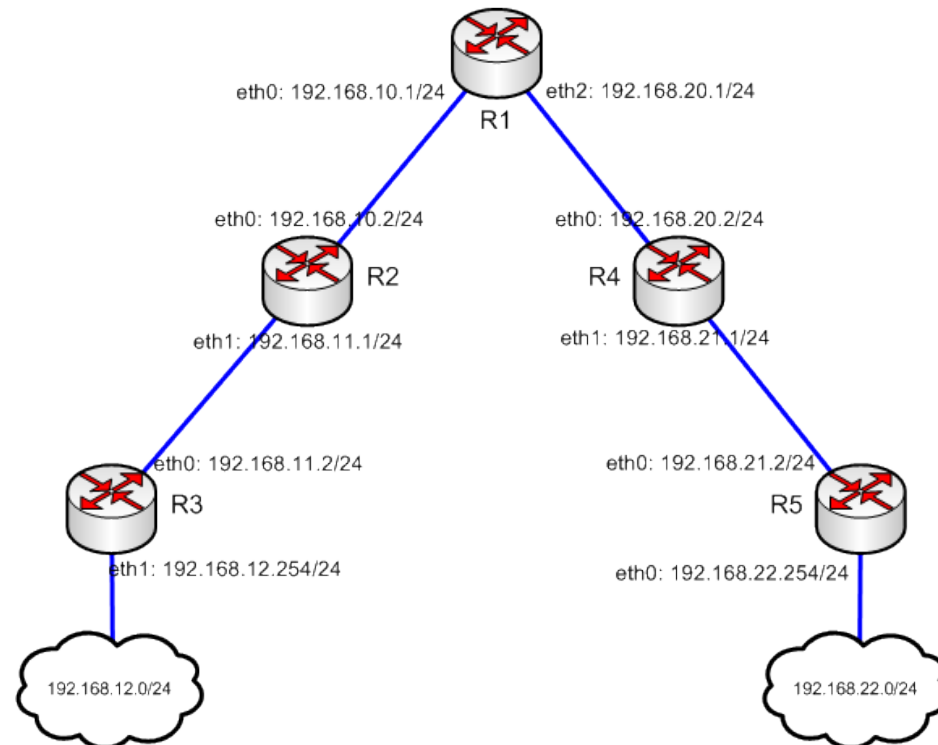 eth0: 192.168.10.1/24
eth2: 192.168.20.1/24
R1
eth0: 192.168.10.2/24
eth0: 192.168.20.2/24
R2
R4
eth1: 192.168.11.1/24
eth1: 192.168.21.1/24
eth0: 192.168.11.2/24
eth0: 192.168.21.2/24
R3
R5
eth1: 192.168.12.254/24
eth0: 192.168.22.254/24
192.168.12.0/24
192.168.22.0/24